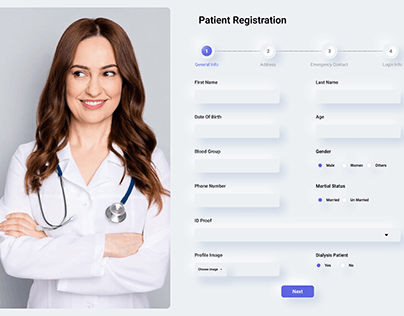 Patient Registration
1 2 3 4
General Info Address Emergency Contact Login Info
First Name Last Name
Date Of Birth Age
Blood Group Gender
Male Women Others
Phone Number Martial Status
Married Un Married
ID Proof
Profile Image Dialysis Patient
Choose Image Yes No
Next